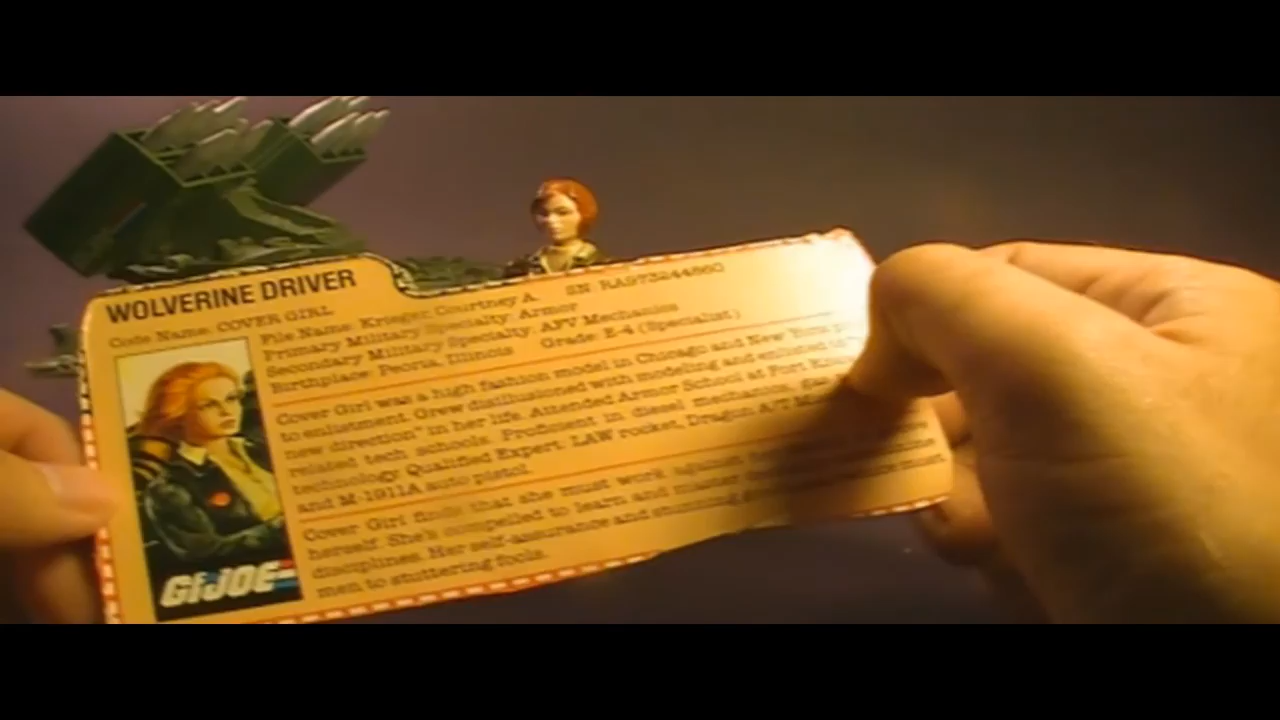 WOLVERINE DRIVER
Code Name: COVER GIRL
File Name: Krieger, Courtney A. SN RA973244860
Primary Military Specialty: Armor
Secondary Military Specialty: AFV Mechanics
Birthplace: Peoria, Illinois Grade: E-4 (Specialist)
Cover Girl was a high fashion model in Chicago and New York
to enlistment. Grew disillusioned with modeling and enlisted to
new direction" in her life. Attended Armor School at Fort
related tech schools. Proficient in diesel mechanics,
technology. Qualified Expert: LAW rocket, Dragon A/T
and M-1911A auto pistol.
Cover Girl finds that she must work against
herself. She's compelled to learn and master
disciplines. Her self-assurance and stunning
men to stuttering fools.
GI JOE